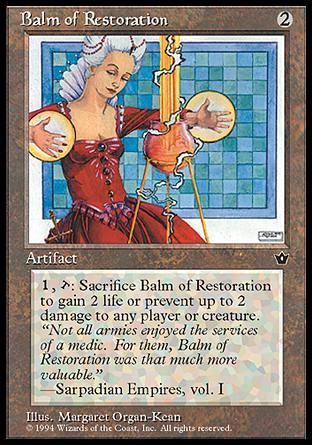 Balm of Restoration 2
Artifact
1, : Sacrifice Balm of Restoration
to gain 2 life or prevent up to 2
damage to any player or creature.
“Not all armies enjoyed the services
of a medic. For them, Balm of
Restoration was that much more
valuable.”
—Sarpadian Empires, vol. I
Illus. Margaret Organ-Kean
© 1994 Wizards of the Coast, Inc. All rights reserved.